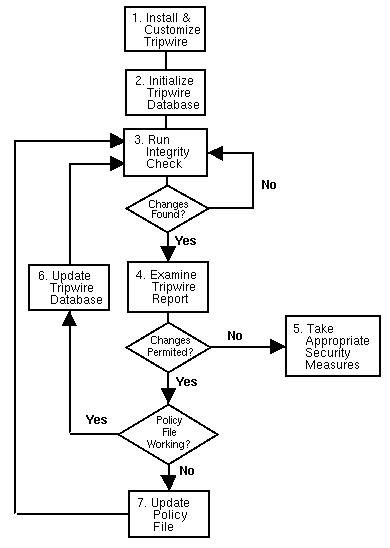 1. Install &
Customize
Tripwire
2. Initialize
Tripwire
Database
3. Run
Integrity
Check
Changes
Found?
No
Yes
4. Examine
Tripwire
Report
6. Update
Tripwire
Database
Changes
Permited?
No
5. Take
Appropriate
Security
Measures
Yes
Policy
File
Working?
Yes
No
7. Update
Policy
File